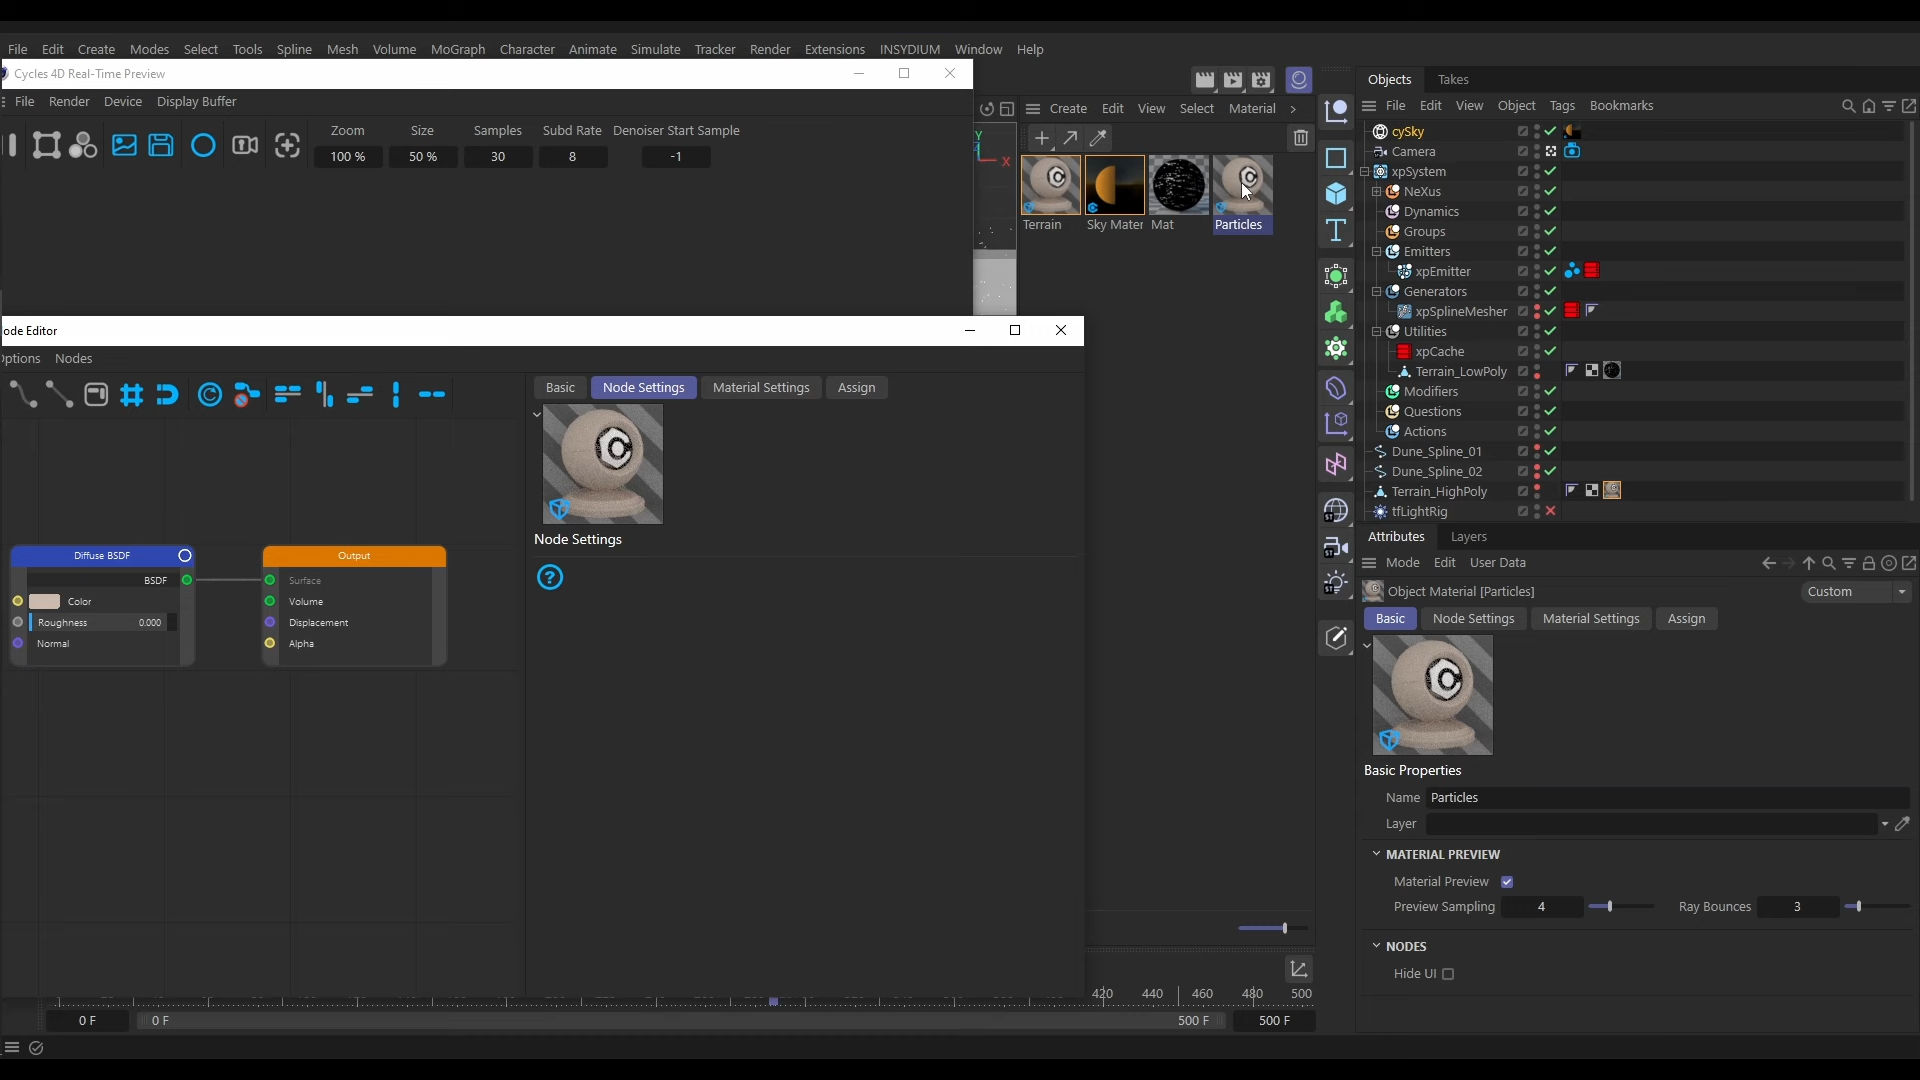 File Edit Create Modes Select Tools Spline Mesh Volume MoGraph Character Animate Simulate Tracker Render Extensions INSYDIUM Window Help
Cycles 4D Real-Time Preview
File Render Device Display Buffer
Zoom Size Samples Subd Rate Denoiser Start Sample
100 % 50 % 30 8 -1
Y
X
Create Edit View Select Material
Terrain Sky Mater Mat Particles
Objects Takes
File Edit View Object Tags Bookmarks
cySky
Camera
xpSystem
NeXus
Dynamics
Groups
Emitters
xpEmitter
Generators
xpSplineMesher
Utilities
xpCache
Terrain_LowPoly
Modifiers
Questions
Actions
Dune_Spline_01
Dune_Spline_02
Terrain_HighPoly
tfLightRig
ode Editor
ptions Nodes
Basic Node Settings Material Settings Assign
Node Settings
?
Diffuse BSDF
BSDF
Color
Roughness 0.000
Normal
Output
Surface
Volume
Displacement
Alpha
Attributes Layers
Mode Edit User Data
Object Material [Particles]
Custom
Basic Node Settings Material Settings Assign
Basic Properties
Name Particles
Layer
MATERIAL PREVIEW
Material Preview
Preview Sampling 4 Ray Bounces 3
NODES
Hide UI
420 440 460 480 500
0 F 0 F 500 F 500 F